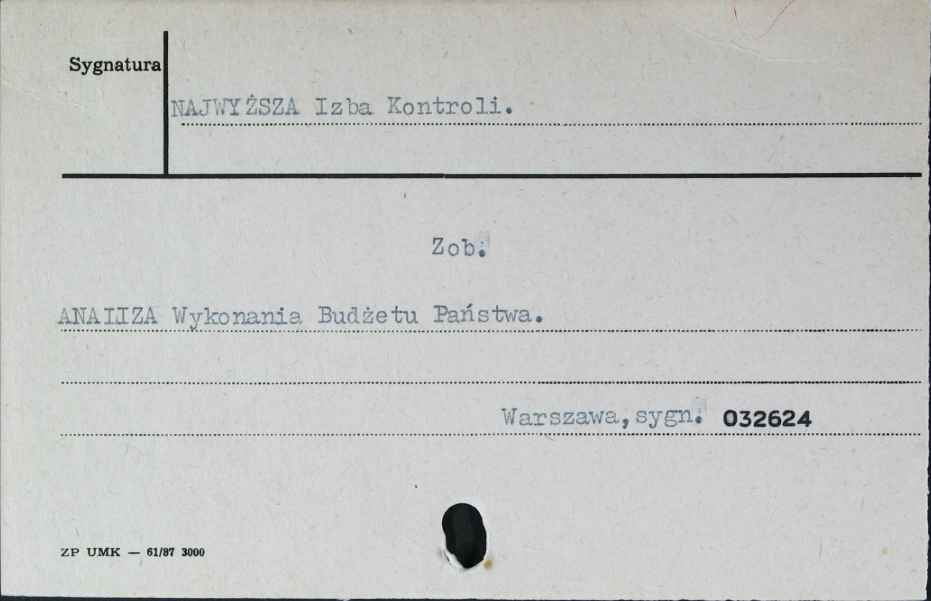 Sygnatura
NAJWYŻSZA Izba Kontroli.
Zob.
ANALIZA Wykonania Budżetu Państwa.
Warszawa, sygn. 032624
ZP UMK — 61/87 3000